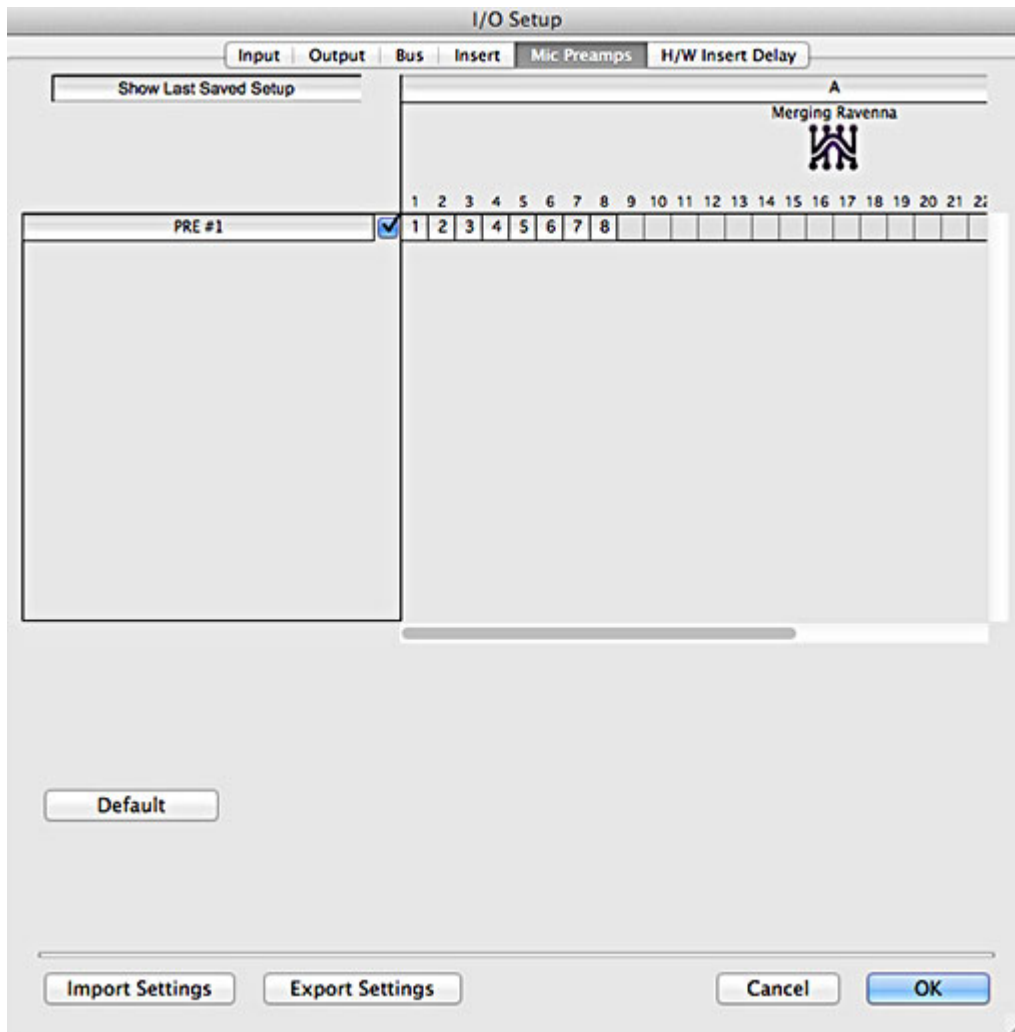 I/O Setup
Input Output Bus Insert Mic Preamps H/W Insert Delay
Show Last Saved Setup
A
Merging Ravenna
1 2 3 4 5 6 7 8 9 10 11 12 13 14 15 16 17 18 19 20 21 22
PRE #1 1 2 3 4 5 6 7 8
Default
Import Settings Export Settings Cancel OK